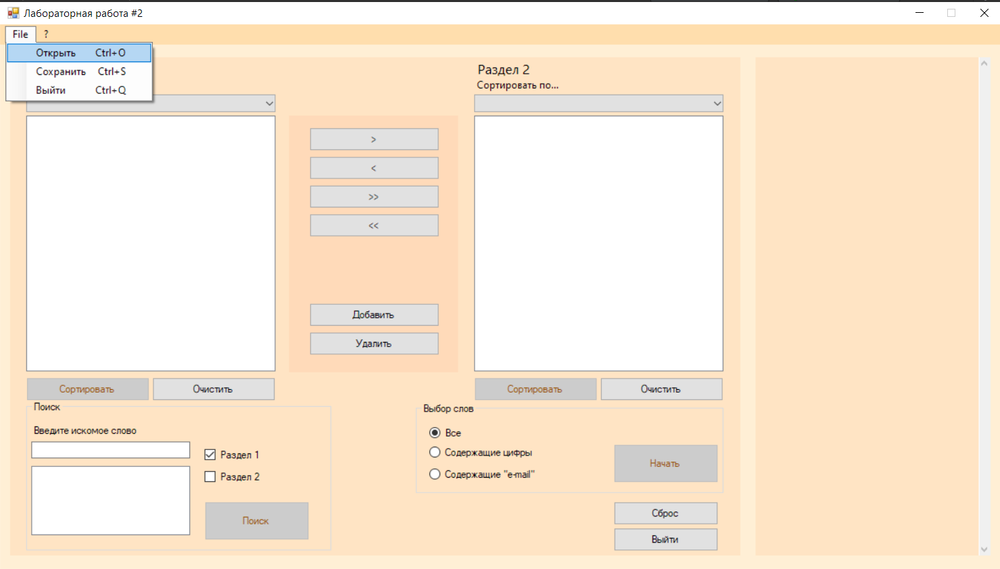 Лабораторная работа #2
File ?
Открыть Ctrl+O
Сохранить Ctrl+S
Выйти Ctrl+Q
Раздел 2
Сортировать по...
>
<
>>
<<
Добавить
Удалить
Сортировать Очистить
Сортировать Очистить
Поиск
Введите искомое слово
Раздел 1
Раздел 2
Поиск
Выбор слов
Все
Содержащие цифры
Содержащие "e-mail"
Начать
Сброс
Выйти